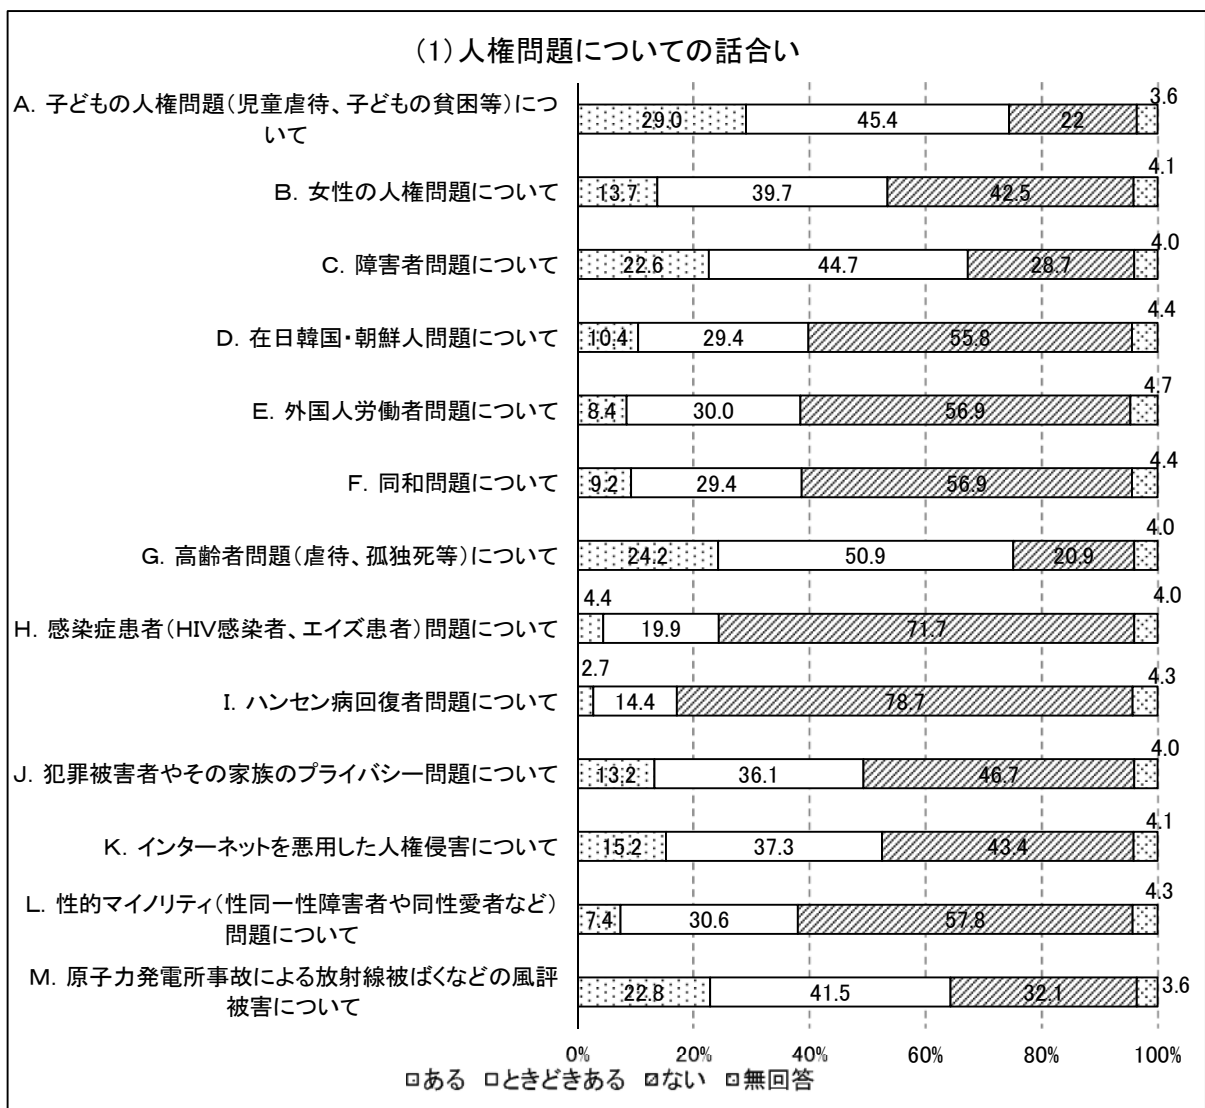 (1)人権問題についての話合い
A. 子どもの人権問題(児童虐待、子どもの貧困等)につ
いて
3.6
29.0 45.4 22
4.1
B. 女性の人権問題について 13.7 39.7 42.5
4.0
C. 障害者問題について 22.6 44.7 28.7
4.4
D. 在日韓国・朝鮮人問題について 10.4 29.4 55.8
4.7
E. 外国人労働者問題について 8.4 30.0 56.9
4.4
F. 同和問題について 9.2 29.4 56.9
4.0
G. 高齢者問題(虐待、孤独死等)について 24.2 50.9 20.9
4.4 4.0
H. 感染症患者(HIV感染者、エイズ患者)問題について 19.9 71.7
2.7 4.3
I. ハンセン病回復者問題について 14.4 78.7
4.0
J. 犯罪被害者やその家族のプライバシー問題について 13.2 36.1 46.7
4.1
K. インターネットを悪用した人権侵害について 15.2 37.3 43.4
4.3
L. 性的マイノリティ(性同一性障害者や同性愛者など)
問題について
7.4 30.6 57.8
M. 原子力発電所事故による放射線被ばくなどの風評
被害について
22.8 41.5 32.1 3.6
0% 20% 40% 60% 80% 100%
ある ときどきある ない 無回答